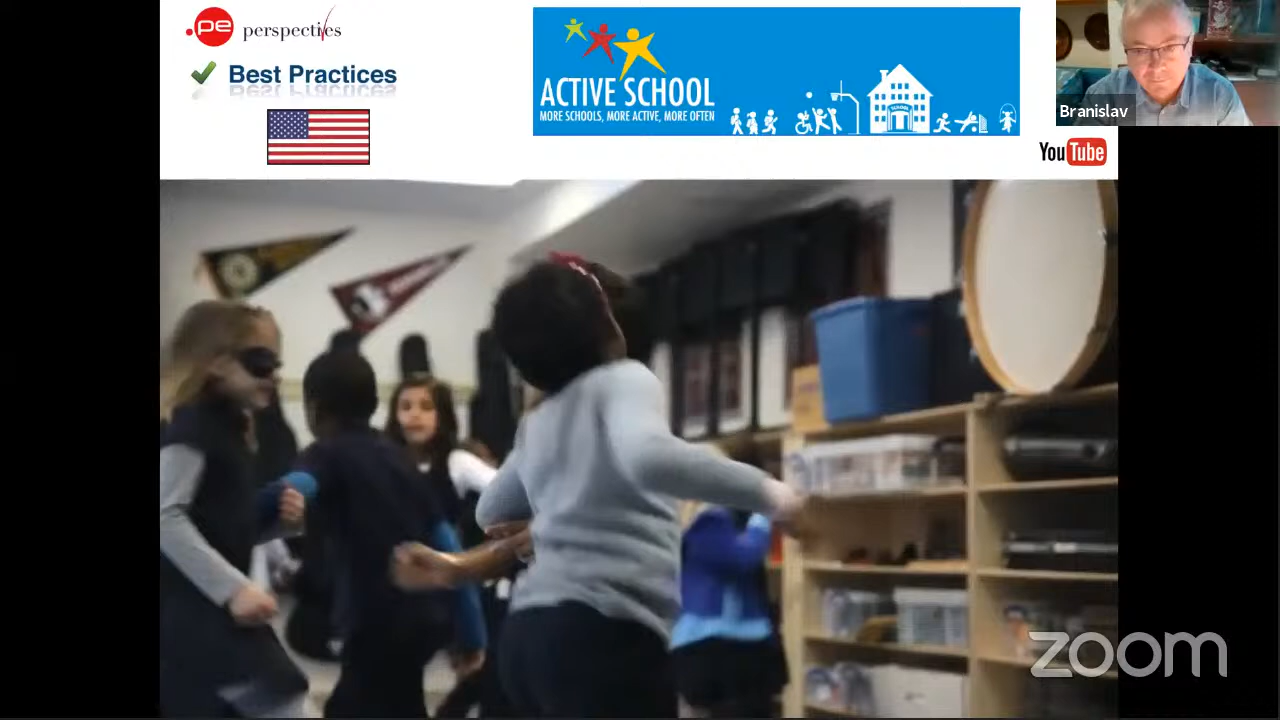 .pe perspectives
Best Practices
ACTIVE SCHOOL
MORE SCHOOLS, MORE ACTIVE, MORE OFTEN
SCHOOL
Branislav
YouTube
zoom